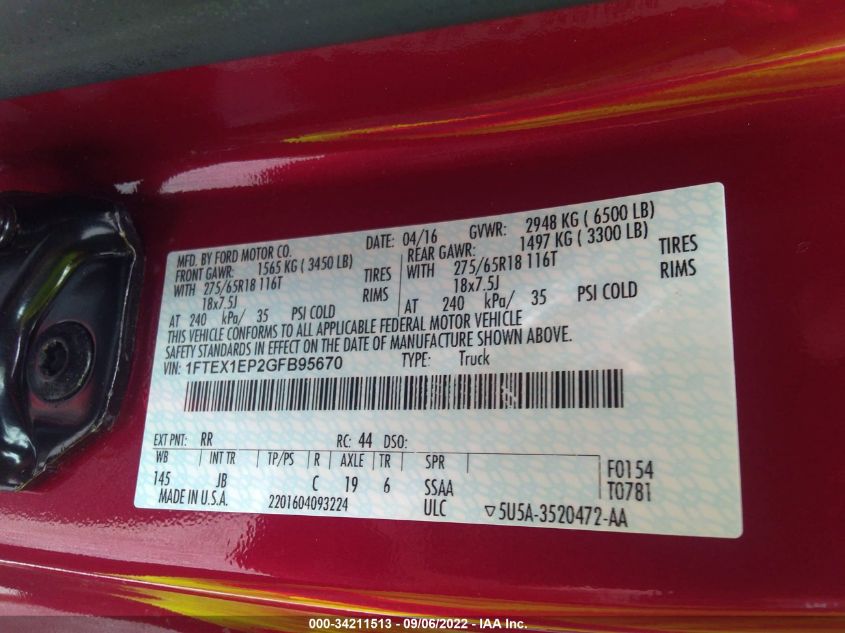 MFD. BY FORD MOTOR CO. DATE: 04/16 GVWR: 2948 KG ( 6500 LB)
FRONT GAWR: 1565 KG ( 3450 LB) REAR GAWR: 1497 KG ( 3300 LB)
WITH 275/65R18 116T TIRES WITH 275/65R18 116T TIRES
18x7.5J RIMS 18x7.5J RIMS
AT 240 kPa/ 35 PSI COLD AT 240 kPa/ 35 PSI COLD
THIS VEHICLE CONFORMS TO ALL APPLICABLE FEDERAL MOTOR VEHICLE
SAFETY STANDARDS IN EFFECT ON THE DATE OF MANUFACTURE SHOWN ABOVE.
VIN: 1FTEX1EP2GFB95670 TYPE: Truck
EXT PNT: RR RC: 44 DSO:
WB INT TR TP/PS R AXLE TR SPR
145 JB C 19 6 SSAA F0154
MADE IN U.S.A. 2201604093224 ULC T0781
▽5U5A-3520472-AA
000-34211513 - 09/06/2022 - IAA Inc.